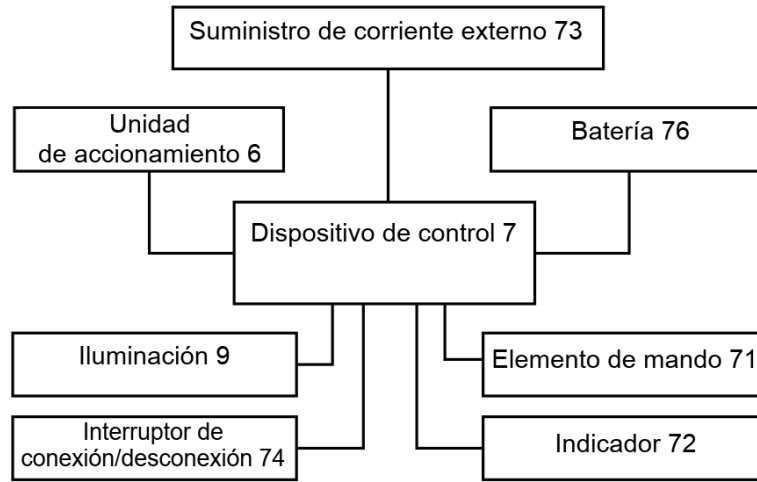 Suministro de corriente externo 73
Unidad
de accionamiento 6
Batería 76
Dispositivo de control 7
Iluminación 9
Elemento de mando 71
Interruptor de
conexión/desconexión 74
Indicador 72